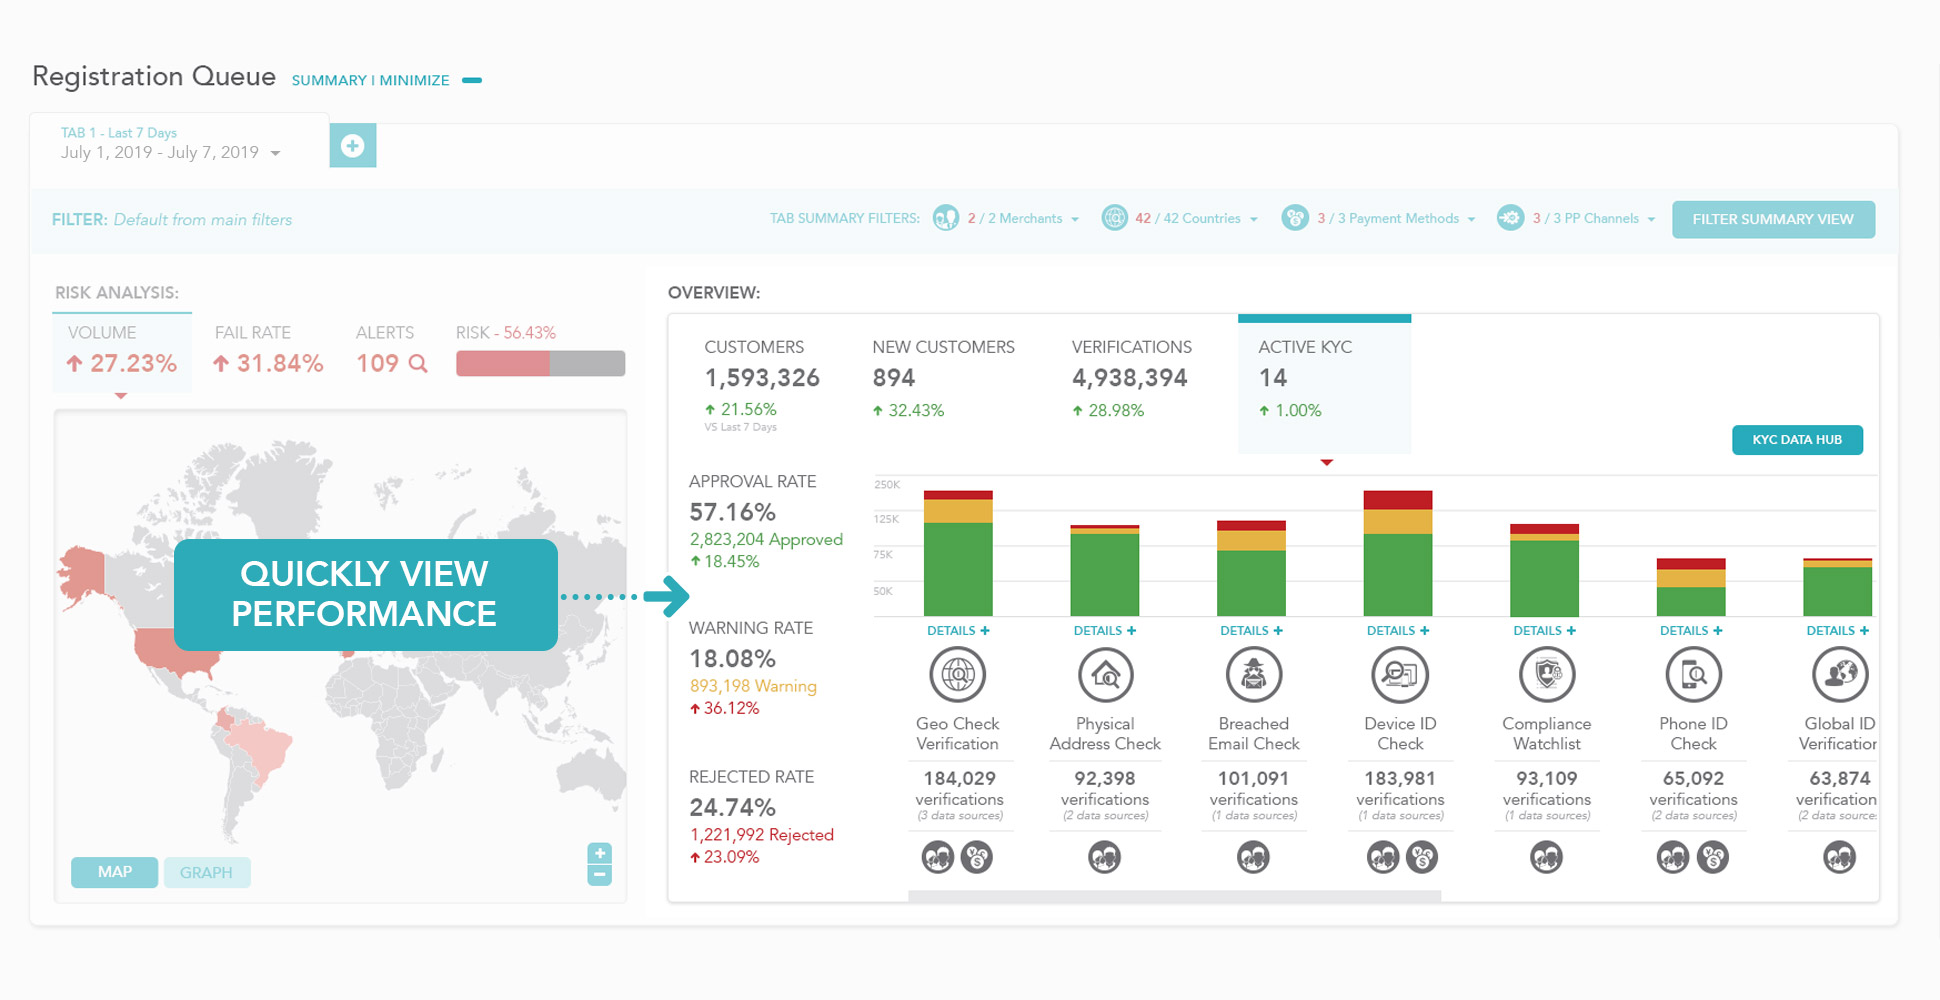 Registration Queue SUMMARY | MINIMIZE
TAB 1 - Last 7 Days
July 1, 2019 - July 7, 2019
FILTER: Default from main filters
TAB SUMMARY FILTERS: 2 / 2 Merchants 42 / 42 Countries 3 / 3 Payment Methods 3 / 3 PP Channels FILTER SUMMARY VIEW
RISK ANALYSIS:
VOLUME FAIL RATE ALERTS RISK - 56.43%
27.23% 31.84% 109
QUICKLY VIEW
PERFORMANCE
MAP GRAPH
OVERVIEW:
CUSTOMERS NEW CUSTOMERS VERIFICATIONS ACTIVE KYC
1,593,326 894 4,938,394 14
21.56% 32.43% 28.98% 1.00%
VS Last 7 Days
KYC DATA HUB
APPROVAL RATE
57.16%
2,823,204 Approved
18.45%
WARNING RATE
18.08%
893,198 Warning
36.12%
REJECTED RATE
24.74%
1,221,992 Rejected
23.09%
250K
125K
75K
50K
DETAILS + DETAILS + DETAILS + DETAILS + DETAILS + DETAILS + DETAILS +
Geo Check Physical Breached Device ID Compliance Phone ID Global ID
Verification Address Check Email Check Check Watchlist Check Verification
184,029 92,398 101,091 183,981 93,109 65,092 63,874
verifications verifications verifications verifications verifications verifications verification
(3 data sources) (2 data sources) (1 data sources) (1 data sources) (1 data sources) (2 data sources) (2 data source